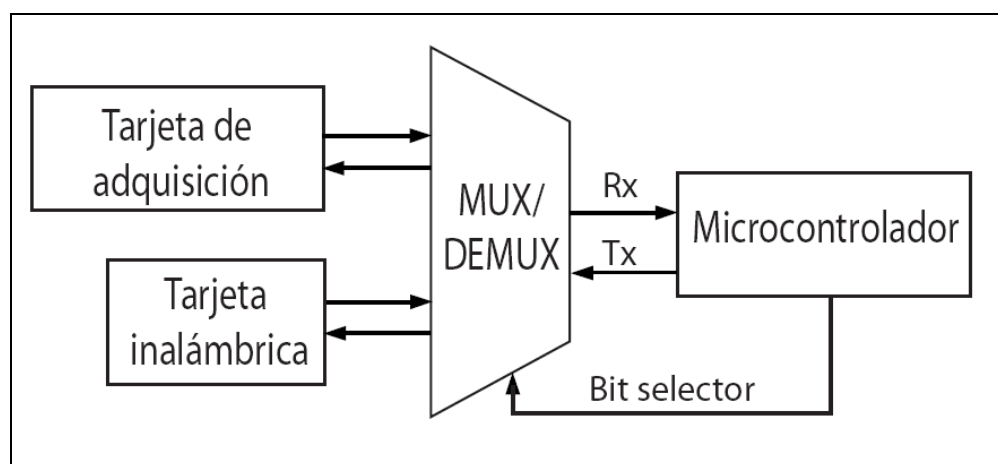 Tarjeta de
adquisición
Tarjeta
inalámbrica
MUX/
DEMUX
Rx
Tx
Microcontrolador
Bit selector